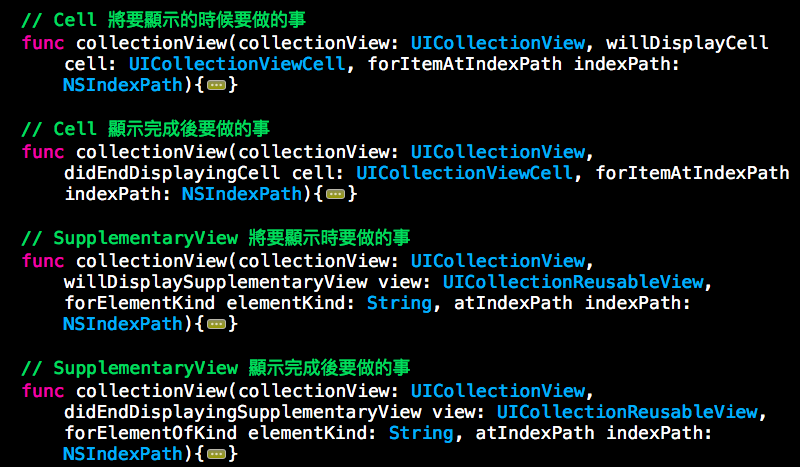 // Cell 將要顯示的時候要做的事
func collectionView(collectionView: UICollectionView, willDisplayCell
cell: UICollectionViewCell, forItemAtIndexPath indexPath:
NSIndexPath){•••}
// Cell 顯示完成後要做的事
func collectionView(collectionView: UICollectionView,
didEndDisplayingCell cell: UICollectionViewCell, forItemAtIndexPath
indexPath: NSIndexPath){•••}
// SupplementaryView 將要顯示時要做的事
func collectionView(collectionView: UICollectionView,
willDisplaySupplementaryView view: UICollectionReusableView,
forElementKind elementKind: String, atIndexPath indexPath:
NSIndexPath){•••}
// SupplementaryView 顯示完成後要做的事
func collectionView(collectionView: UICollectionView,
didEndDisplayingSupplementaryView view: UICollectionReusableView,
forElementOfKind elementKind: String, atIndexPath indexPath:
NSIndexPath){•••}